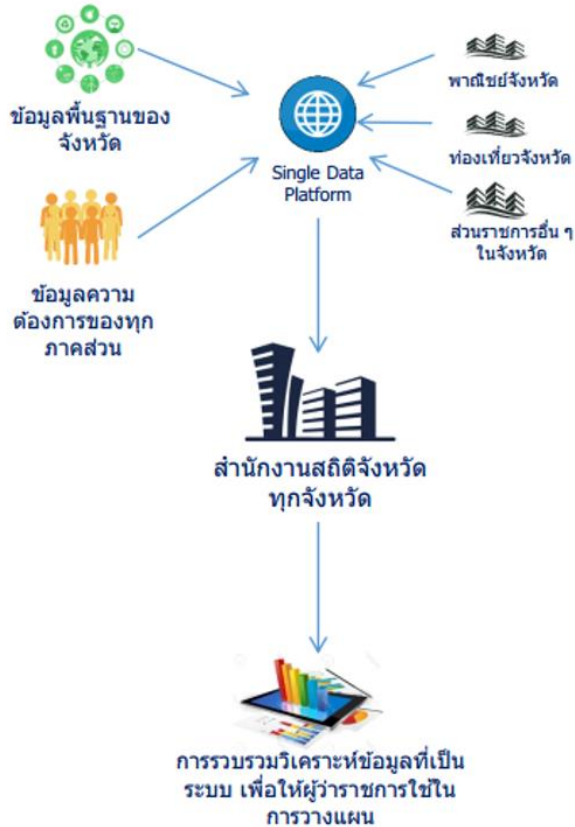 ข้อมูลพื้นฐานของ
จังหวัด
ข้อมูลความ
ต้องการของทุก
ภาคส่วน
Single Data
Platform
พาณิชย์จังหวัด
ท่องเที่ยวจังหวัด
ส่วนราชการอื่น ๆ
ในจังหวัด
สำนักงานสถิติจังหวัด
ทุกจังหวัด
การรวบรวมวิเคราะห์ข้อมูลที่เป็น
ระบบ เพื่อให้ผู้ว่าราชการใช้ใน
การวางแผน